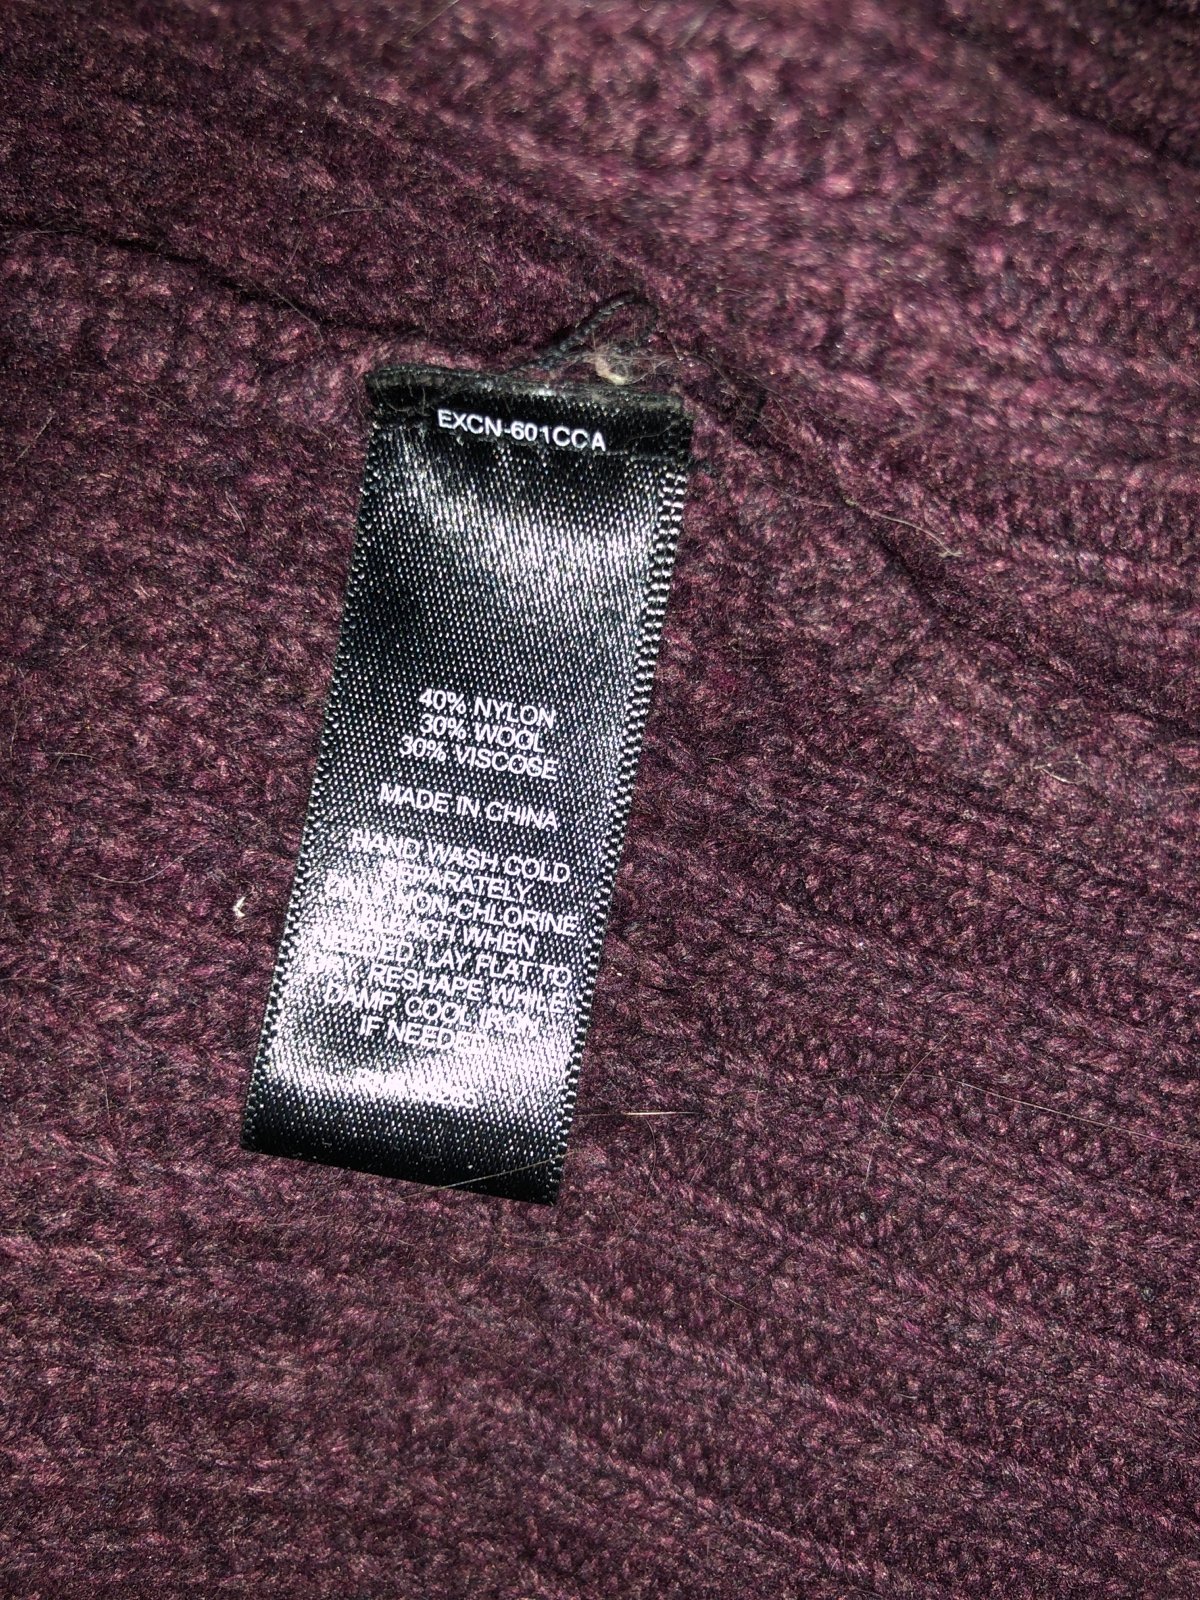 EXCN-601CCA
40% NYLON
30% WOOL
30% VISCOSE
MADE IN CHINA
HAND WASH COLD
SEPARATELY.
ONLY NON-CHLORINE
BLEACH WHEN
NEEDED. LAY FLAT TO
DRY. RESHAPE WHILE
DAMP. COOL IRON
IF NEEDED